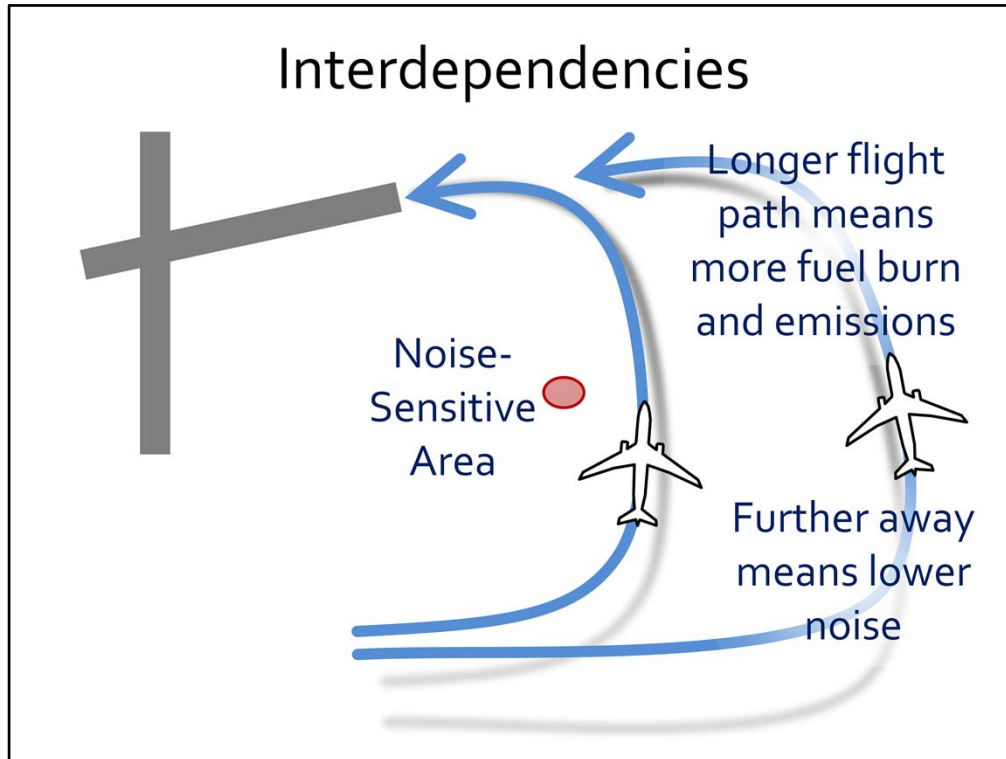 Interdependencies
Longer flight
path means
more fuel burn
and emissions
Noise-
Sensitive
Area
Further away
means lower
noise